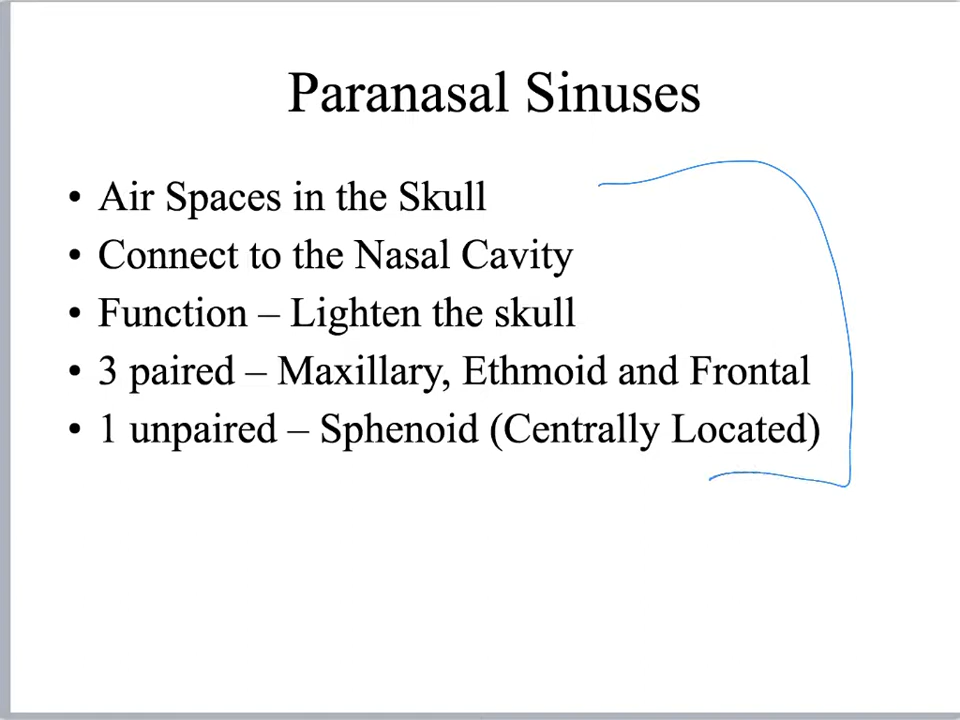 Paranasal Sinuses
• Air Spaces in the Skull
• Connect to the Nasal Cavity
• Function – Lighten the skull
• 3 paired – Maxillary, Ethmoid and Frontal
• 1 unpaired – Sphenoid (Centrally Located)